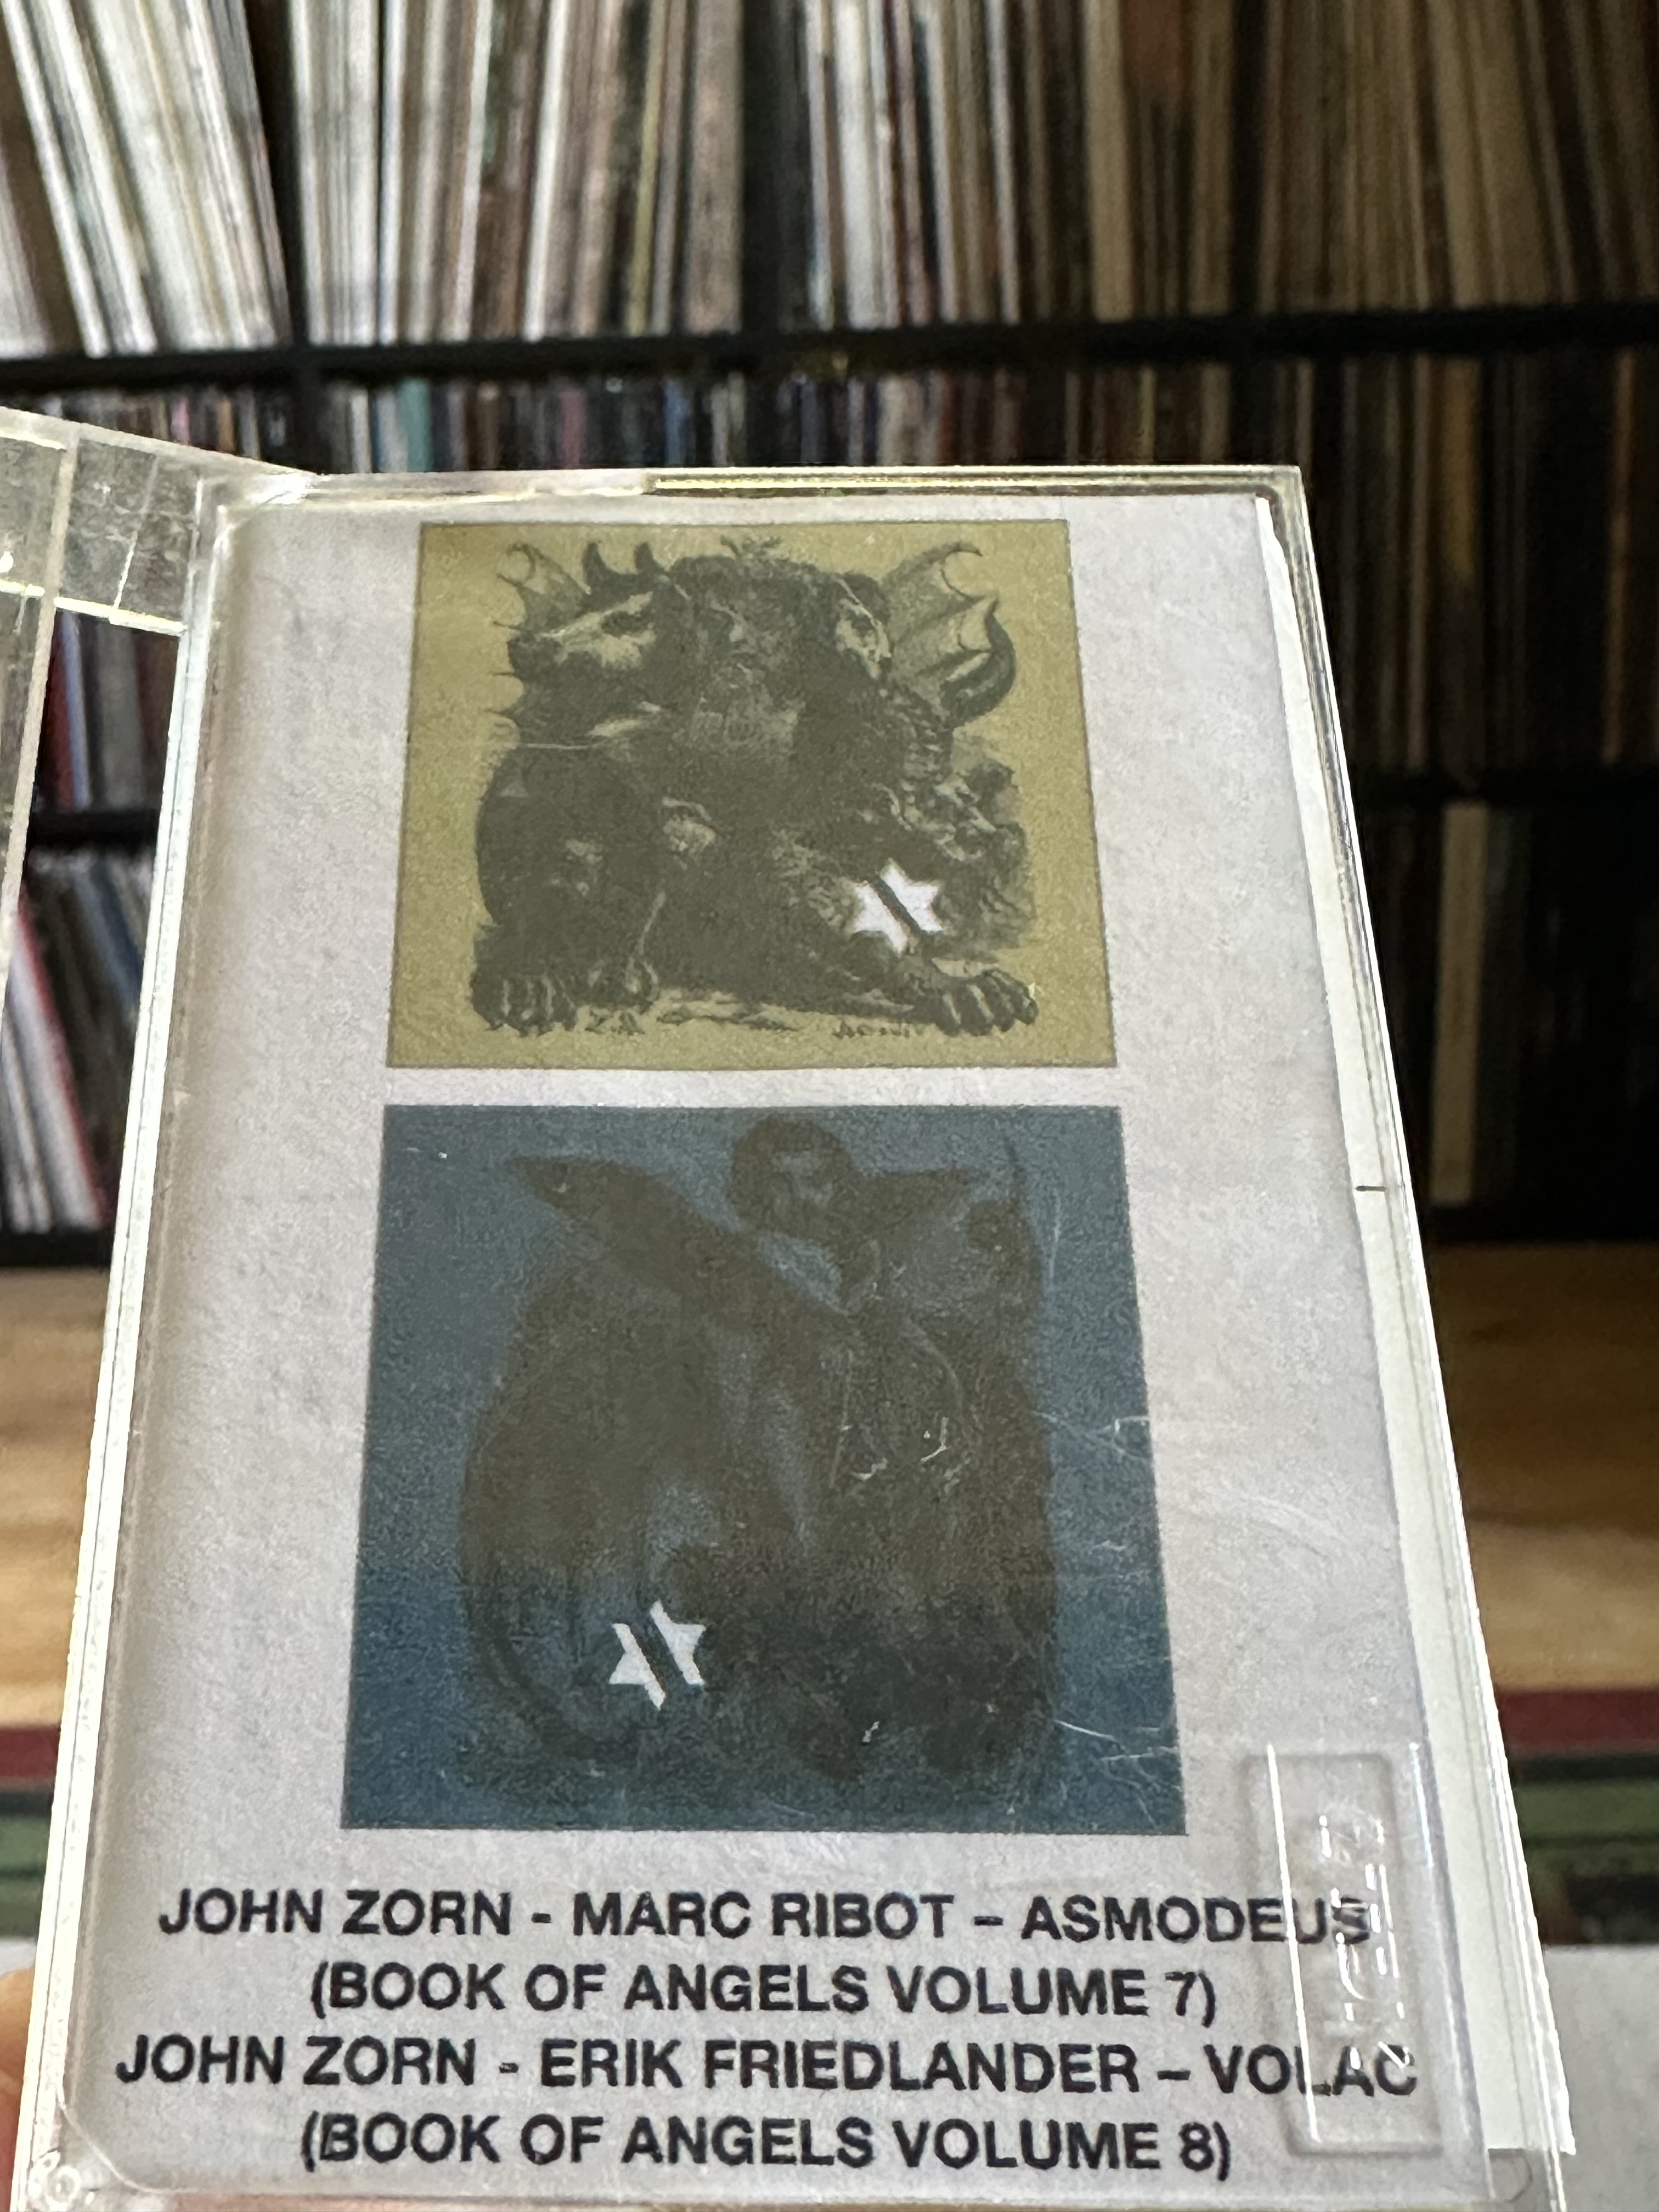 JOHN ZORN - MARC RIBOT – ASMODEUS
(BOOK OF ANGELS VOLUME 7)
JOHN ZORN - ERIK FRIEDLANDER – VOLAC
(BOOK OF ANGELS VOLUME 8)